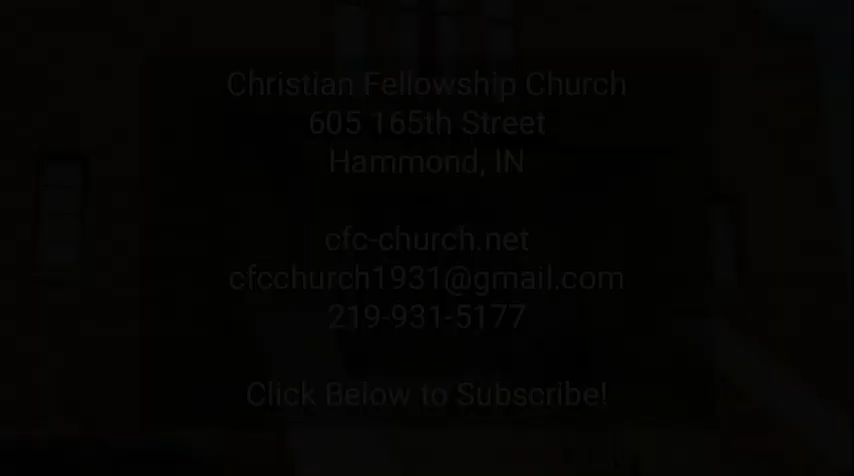 Christian Fellowship Church
605 165th Street
Hammond, IN
cfc-church.net
cfcchurch1931@gmail.com
219-931-5177
Click Below to Subscribe!